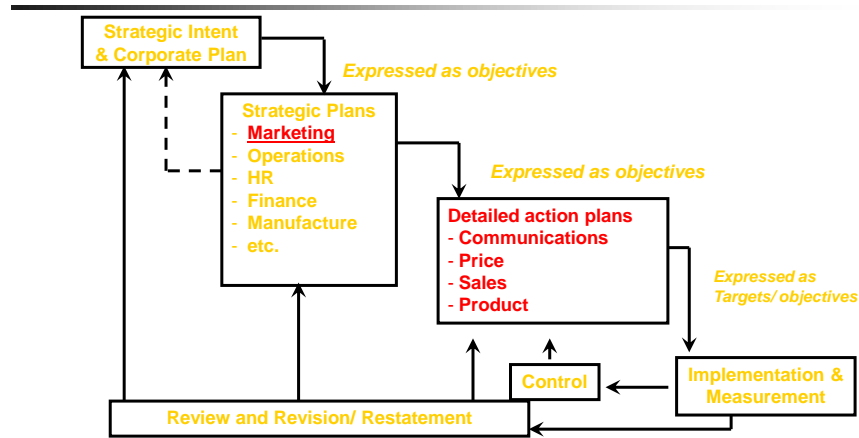 Strategic Intent
& Corporate Plan
Expressed as objectives
Strategic Plans
- Marketing
- Operations
- HR
- Finance
- Manufacture
- etc.
Expressed as objectives
Detailed action plans
- Communications
- Price
- Sales
- Product
Expressed as
Targets/ objectives
Control
Implementation &
Measurement
Review and Revision/ Restatement